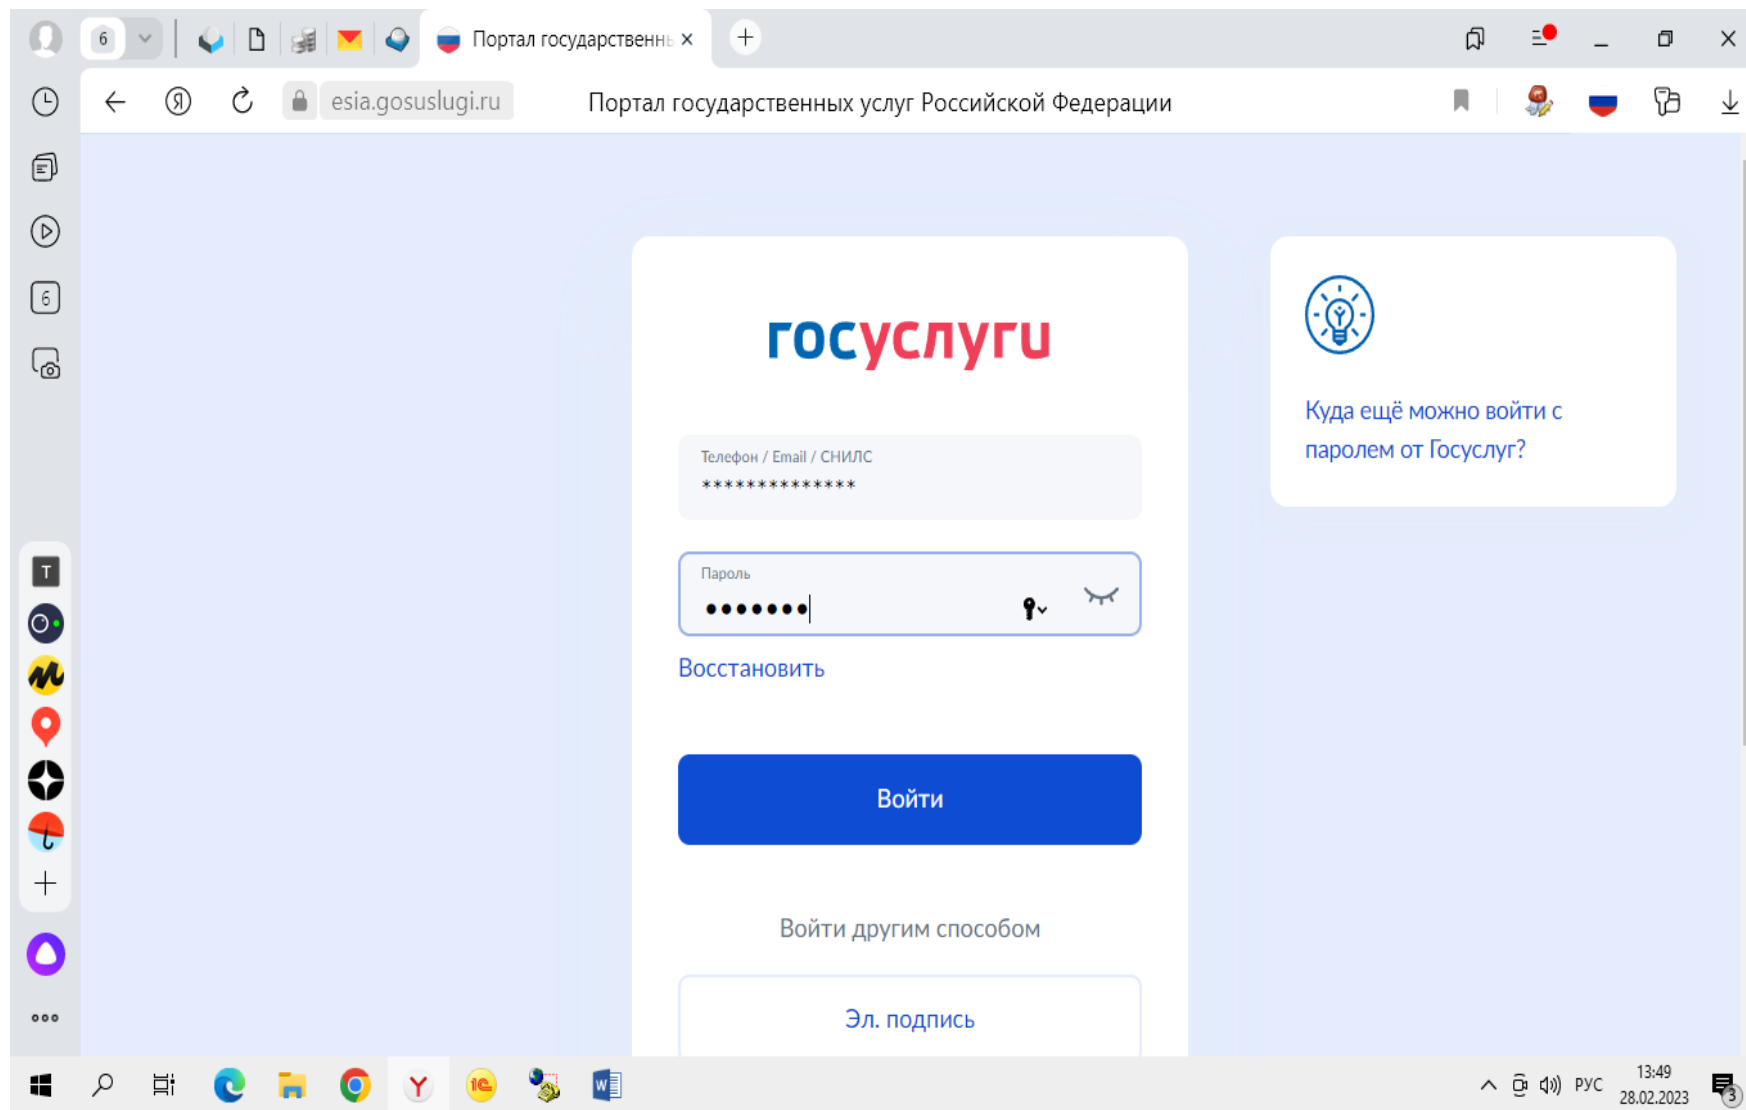 6
Портал государственнь
esia.gosuslugi.ru
Портал государственных услуг Российской Федерации
6
госуслуги
Телефон / Email / СНИЛС
**************
Пароль
•••••••
Восстановить
Войти
Войти другим способом
Эл. подпись
Куда ещё можно войти с
паролем от Госуслуг?
T
РУС
13:49
28.02.2023
3